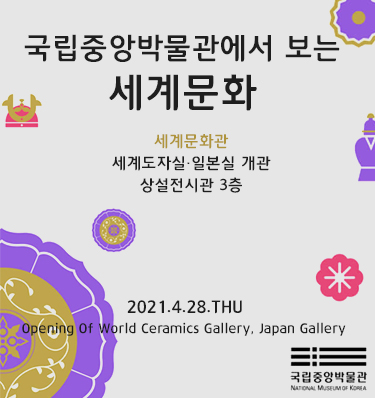 국립중앙박물관에서 보는
세계문화
세계문화관
세계도자실·일본실 개관
상설전시관 3층
2021.4.28.THU
Opening Of World Ceramics Gallery, Japan Gallery
국립중앙박물관
NATIONAL MUSEUM OF KOREA